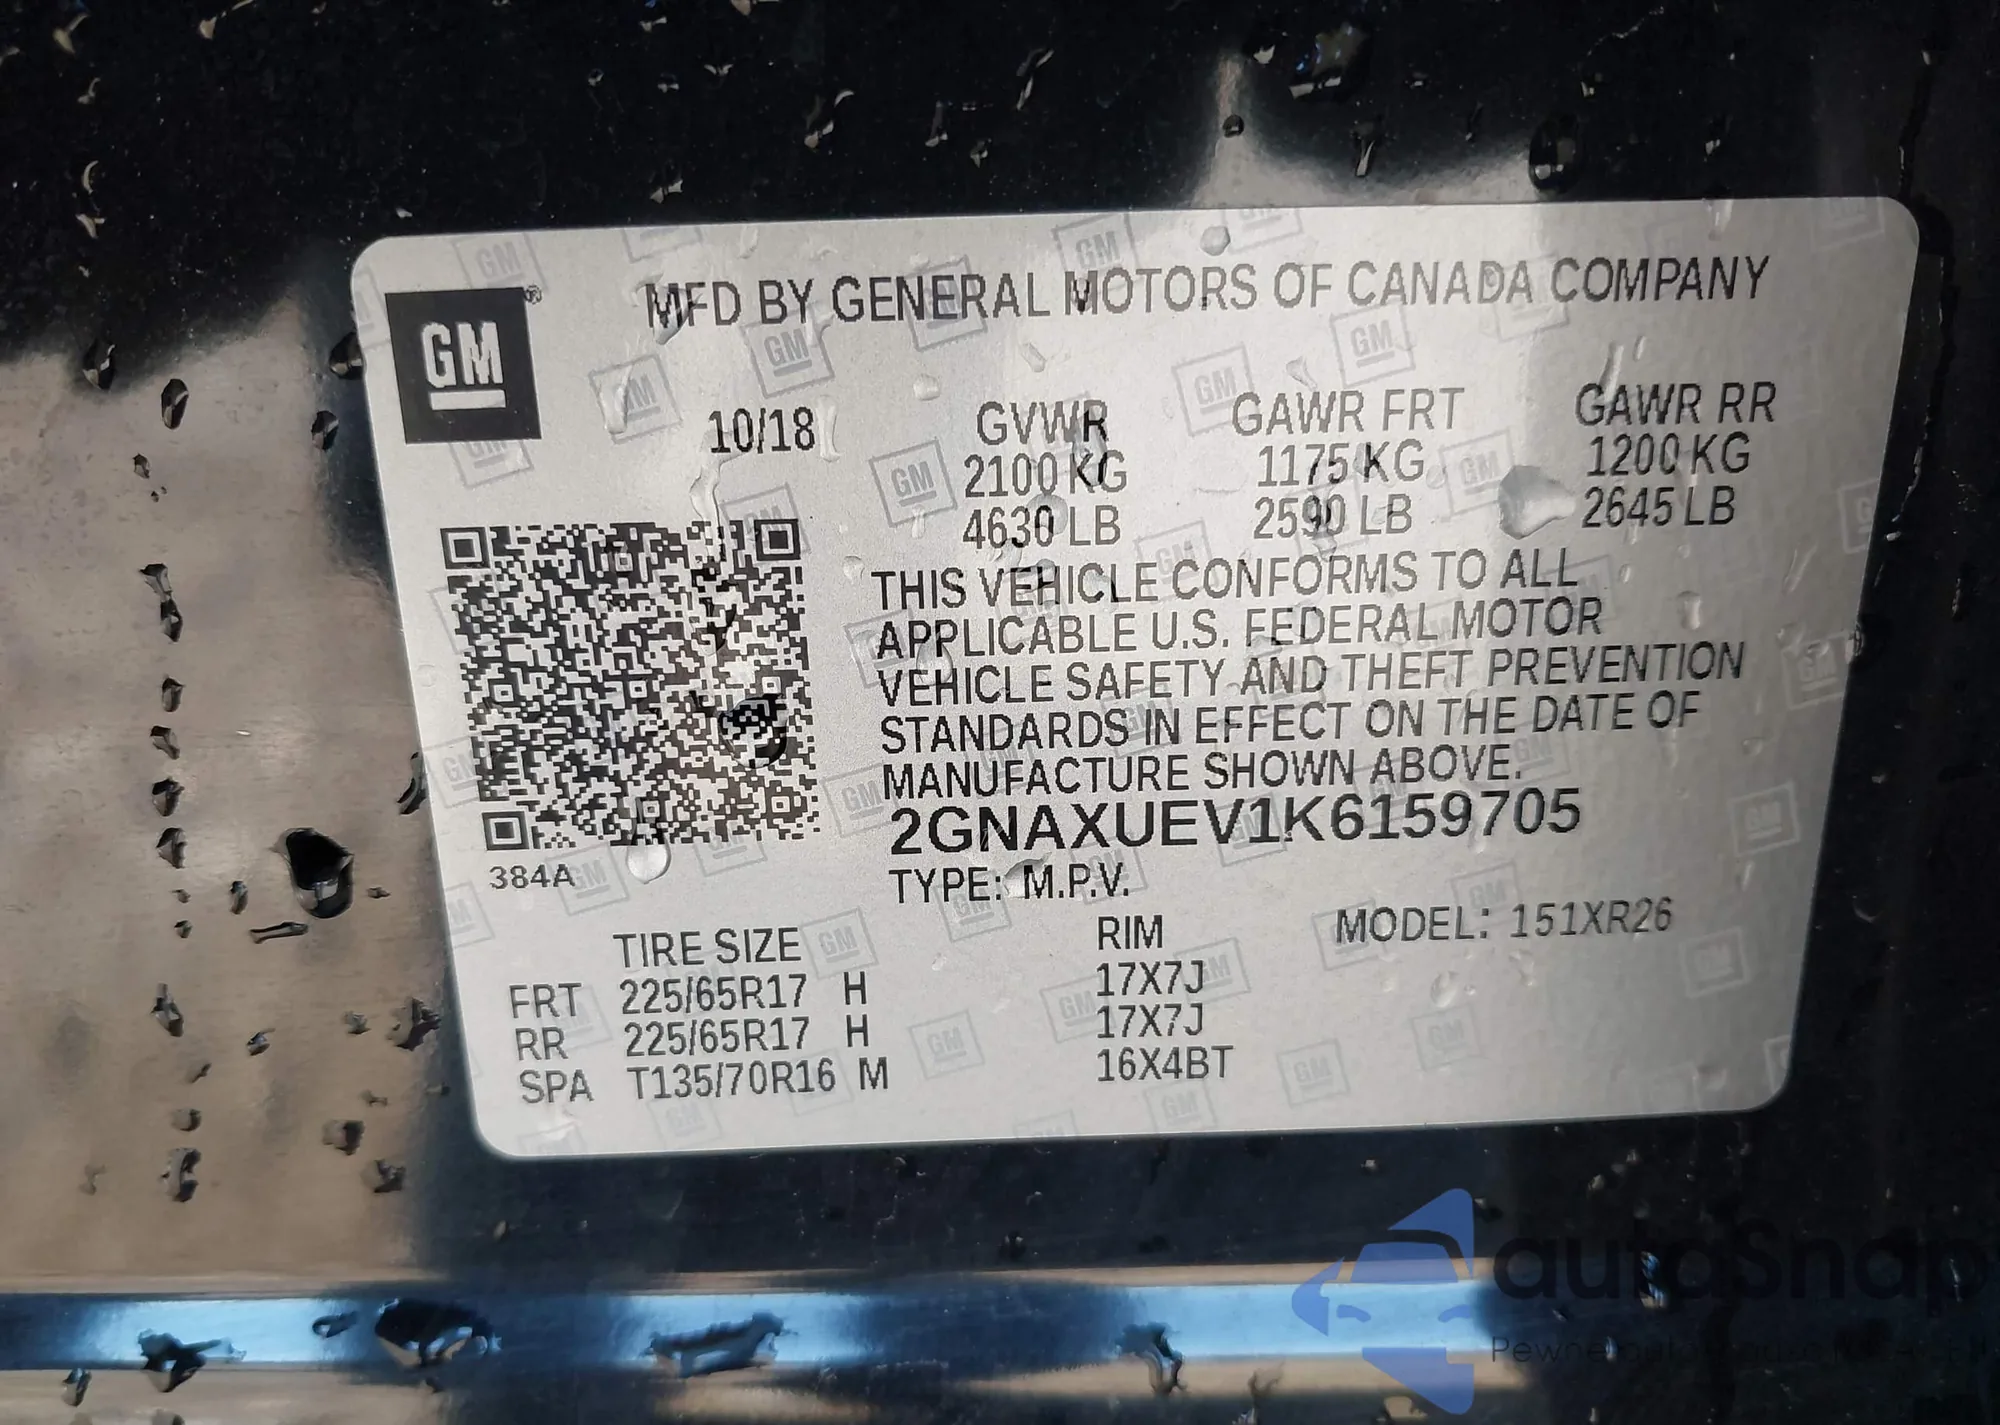 MFD BY GENERAL MOTORS OF CANADA COMPANY
GM
10/18
GVWR GAWR FRT GAWR RR
2100 KG 1175 KG 1200 KG
4630 LB 2590 LB 2645 LB
THIS VEHICLE CONFORMS TO ALL
APPLICABLE U.S. FEDERAL MOTOR
VEHICLE SAFETY AND THEFT PREVENTION
STANDARDS IN EFFECT ON THE DATE OF
MANUFACTURE SHOWN ABOVE.
2GNAXUEV1K6159705
384A
TYPE: M.P.V.
MODEL: 151XR26
TIRE SIZE RIM
FRT 225/65R17 H 17X7J
RR 225/65R17 H 17X7J
SPA T135/70R16 M 16X4BT
autoSnap